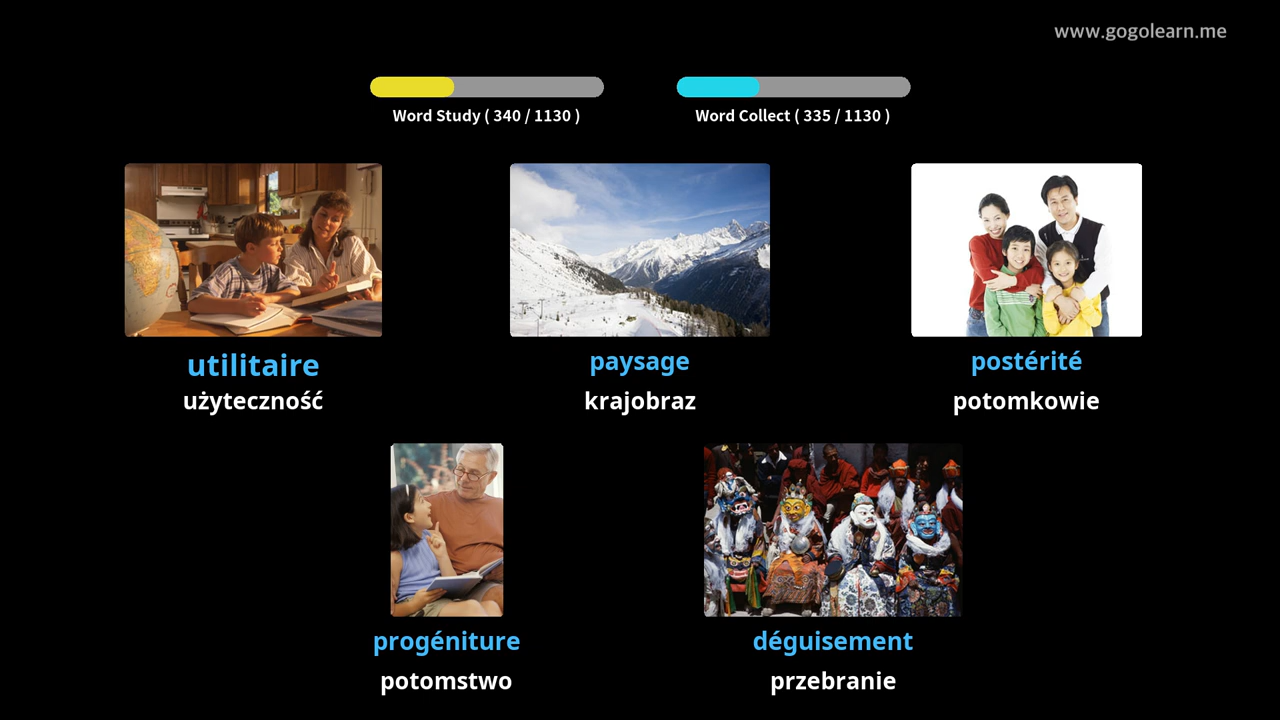 www.gogolearn.me
Word Study ( 340 / 1130 )
Word Collect ( 335 / 1130 )
utilitaire
użyteczność
paysage
krajobraz
postérité
potomkowie
progéniture
potomstwo
déguisement
przebranie